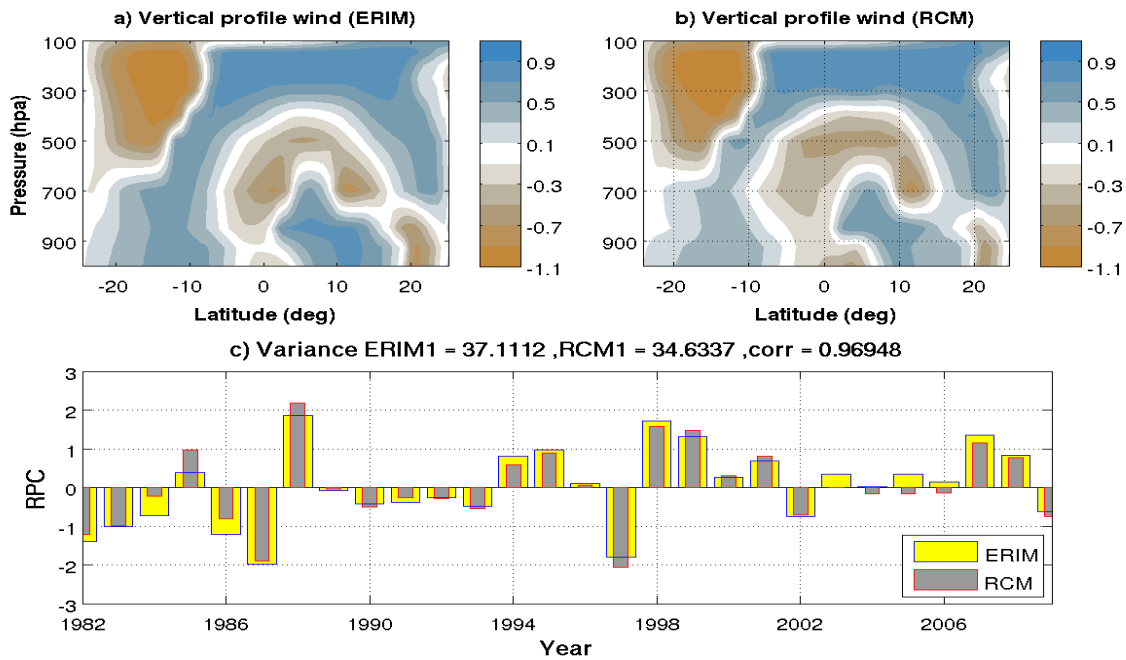 a) Vertical profile wind (ERIM)
b) Vertical profile wind (RCM)
Pressure (hpa)
100
300
500
700
900
-20 -10 0 10 20
Latitude (deg)
0.9
0.5
0.1
-0.3
-0.7
-1.1
100
300
500
700
900
-20 -10 0 10 20
Latitude (deg)
0.9
0.5
0.1
-0.3
-0.7
-1.1
c) Variance ERIM1 = 37.1112 ,RCM1 = 34.6337 ,corr = 0.96948
RPC
3
2
1
0
-1
-2
-3
ERIM
RCM
1982 1986 1990 1994 1998 2002 2006
Year